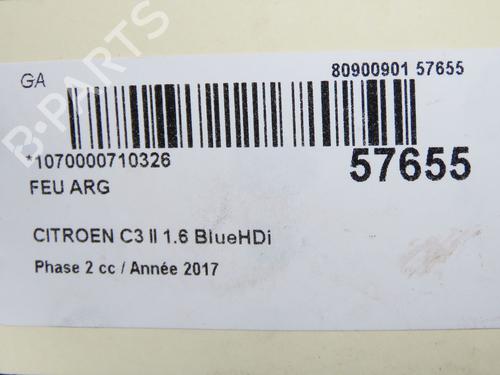 GA
80900901 57655
B-PARTS
*1070000710326
57655
FEU ARG
CITROEN C3 II 1.6 BlueHDi
Phase 2 cc / Année 2017